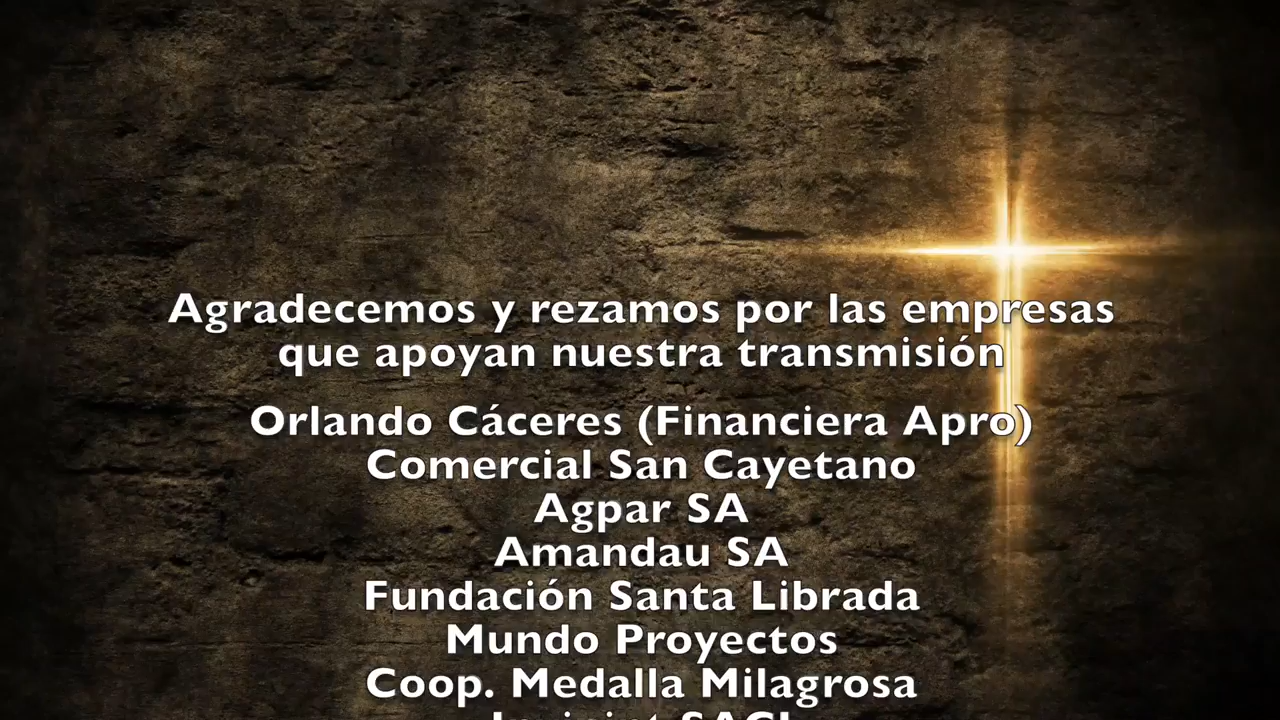 Agradecemos y rezamos por las empresas
que apoyan nuestra transmisión
Orlando Cáceres (Financiera Apro)
Comercial San Cayetano
Agpar SA
Amandau SA
Fundación Santa Librada
Mundo Proyectos
Coop. Medalla Milagrosa